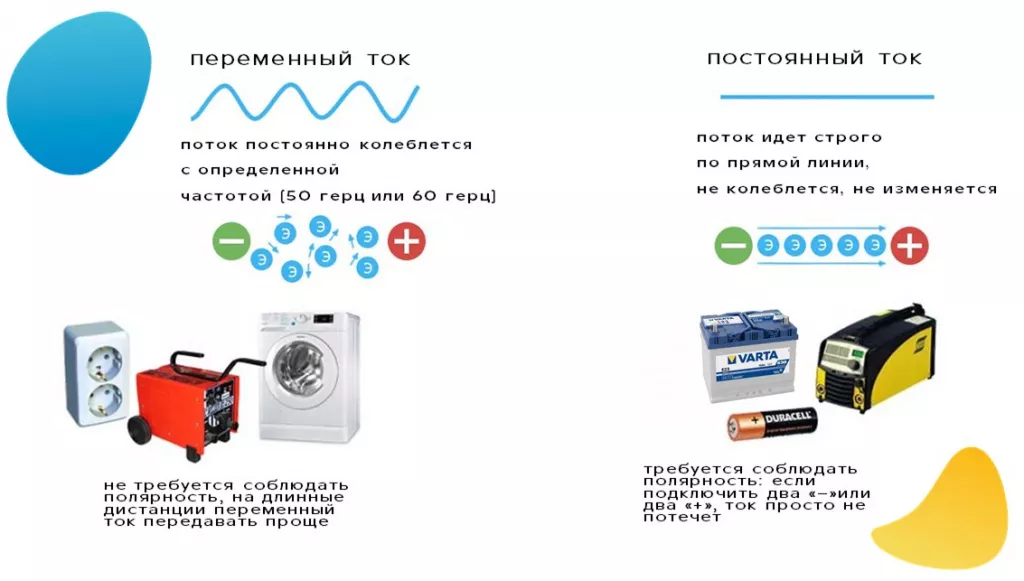 переменный ток
поток постоянно колеблется
с определенной
частотой (50 герц или 60 герц)
− Э Э Э Э Э Э Э +
не требуется соблюдать
полярность, на длинные
дистанции переменный
ток передавать проще
постоянный ток
поток идет строго
по прямой линии,
не колеблется, не изменяется
− Э Э Э Э Э +
VARTA
+ DURACELL
требуется соблюдать
полярность: если
подключить два «−»или
два «+», ток просто не
потечет